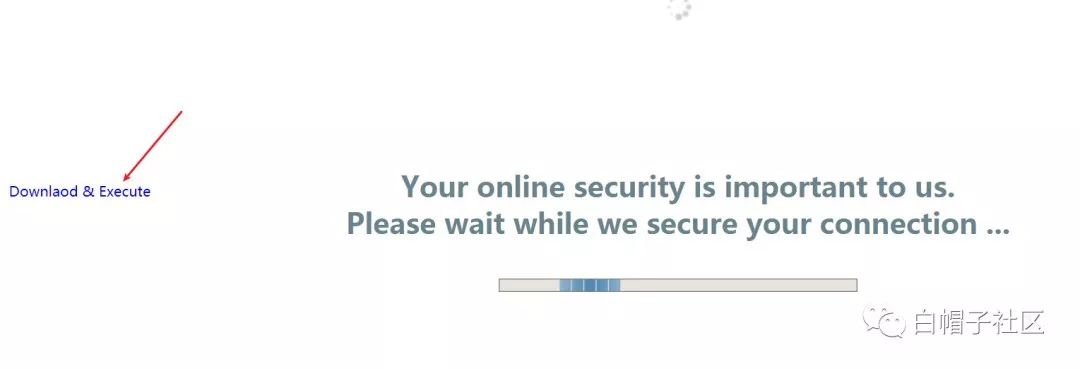 Downlaod & Execute
Your online security is important to us.
Please wait while we secure your connection ...
白帽子社区